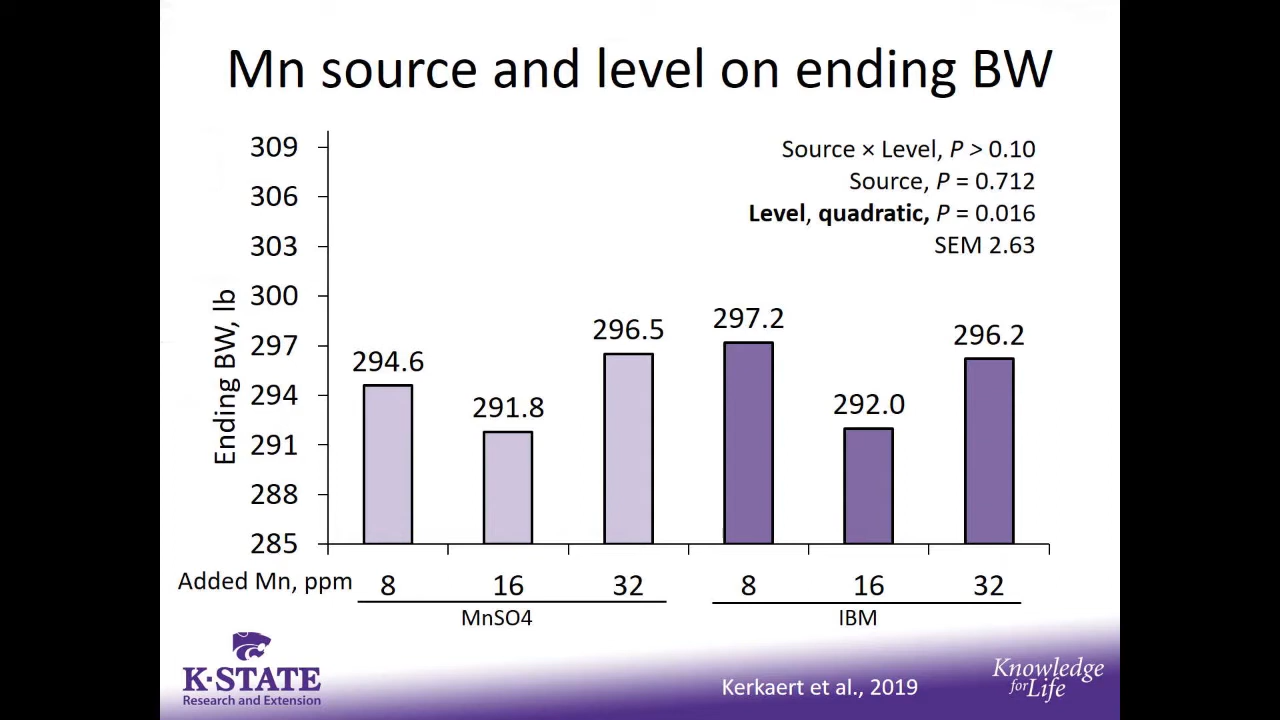 Mn source and level on ending BW
Source × Level, P > 0.10
Source, P = 0.712
Level, quadratic, P = 0.016
SEM 2.63
Ending BW, lb
309
306
303
300
297
294
291
288
285
294.6
291.8
296.5
297.2
292.0
296.2
Added Mn, ppm 8 16 32 8 16 32
MnSO4 IBM
K-STATE
Research and Extension
Kerkaert et al., 2019
Knowledge
for Life